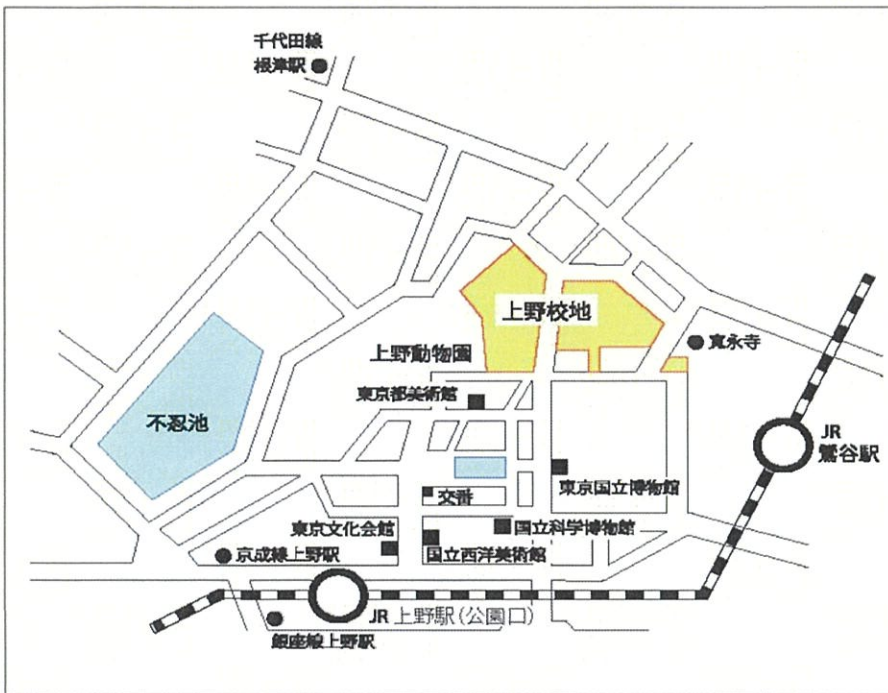 千代田線
根津駅
上野校地
寛永寺
上野動物園
東京都美術館
不忍池
JR
鶯谷駅
東京国立博物館
交番
東京文化会館
国立科学博物館
京成線上野駅
国立西洋美術館
JR 上野駅(公園口)
銀座線上野駅